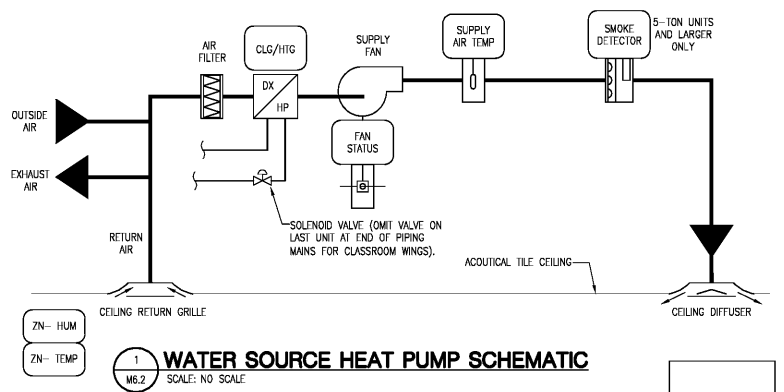 AIR
FILTER
CLG/HTG
SUPPLY
FAN
SUPPLY
AIR TEMP
SMOKE
DETECTOR
5-TON UNITS
AND LARGER
ONLY
DX
HP
OUTSIDE
AIR
FAN
STATUS
EXHAUST
AIR
SOLENOID VALVE (OMIT VALVE ON
LAST UNIT AT END OF PIPING
MAINS FOR CLASSROOM WINGS).
RETURN
AIR
ACOUTICAL TILE CEILING
CEILING RETURN GRILLE
CEILING DIFFUSER
ZN- HUM
ZN- TEMP
1
M6.2
WATER SOURCE HEAT PUMP SCHEMATIC
SCALE: NO SCALE